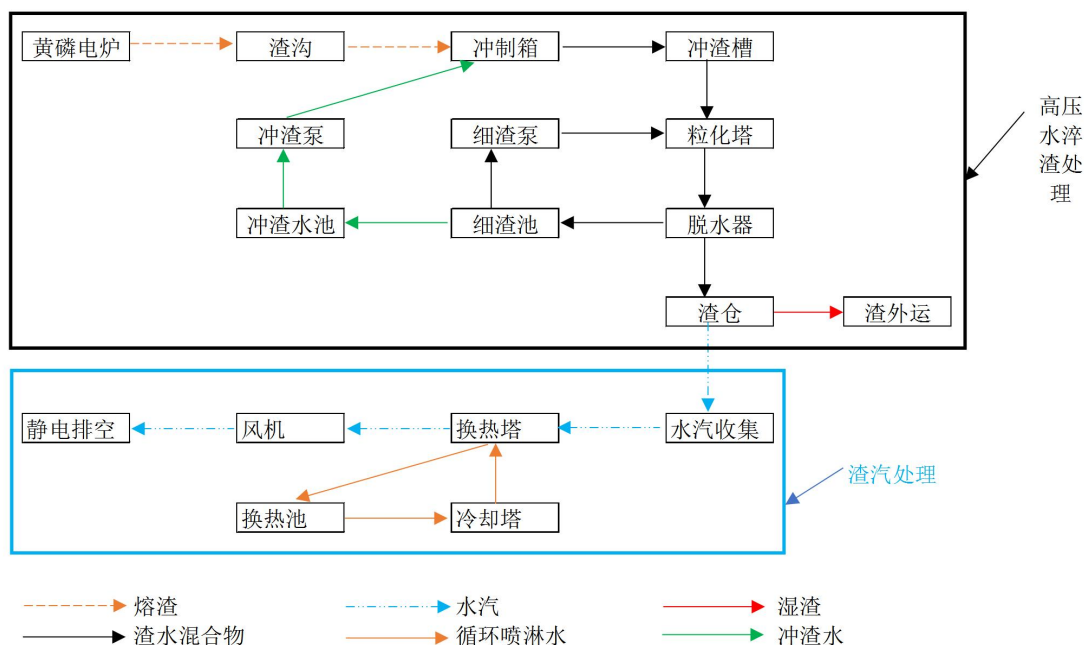 黄磷电炉
渣沟
冲制箱
冲渣槽
高压
水淬
渣处
理
冲渣泵
细渣泵
粒化塔
冲渣水池
细渣池
脱水器
渣仓
渣外运
静电排空
风机
换热塔
水汽收集
渣汽处理
换热池
冷却塔
熔渣
水汽
湿渣
渣水混合物
循环喷淋水
冲渣水